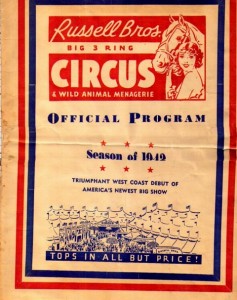 Russell Bros.
BIG 3 RING
CIRCUS
& WILD ANIMAL MENAGERIE
OFFICIAL PROGRAM
Season of 1942
TRIUMPHANT WEST COAST DEBUT OF
AMERICA'S NEWEST BIG SHOW
TOPS IN ALL BUT PRICE!